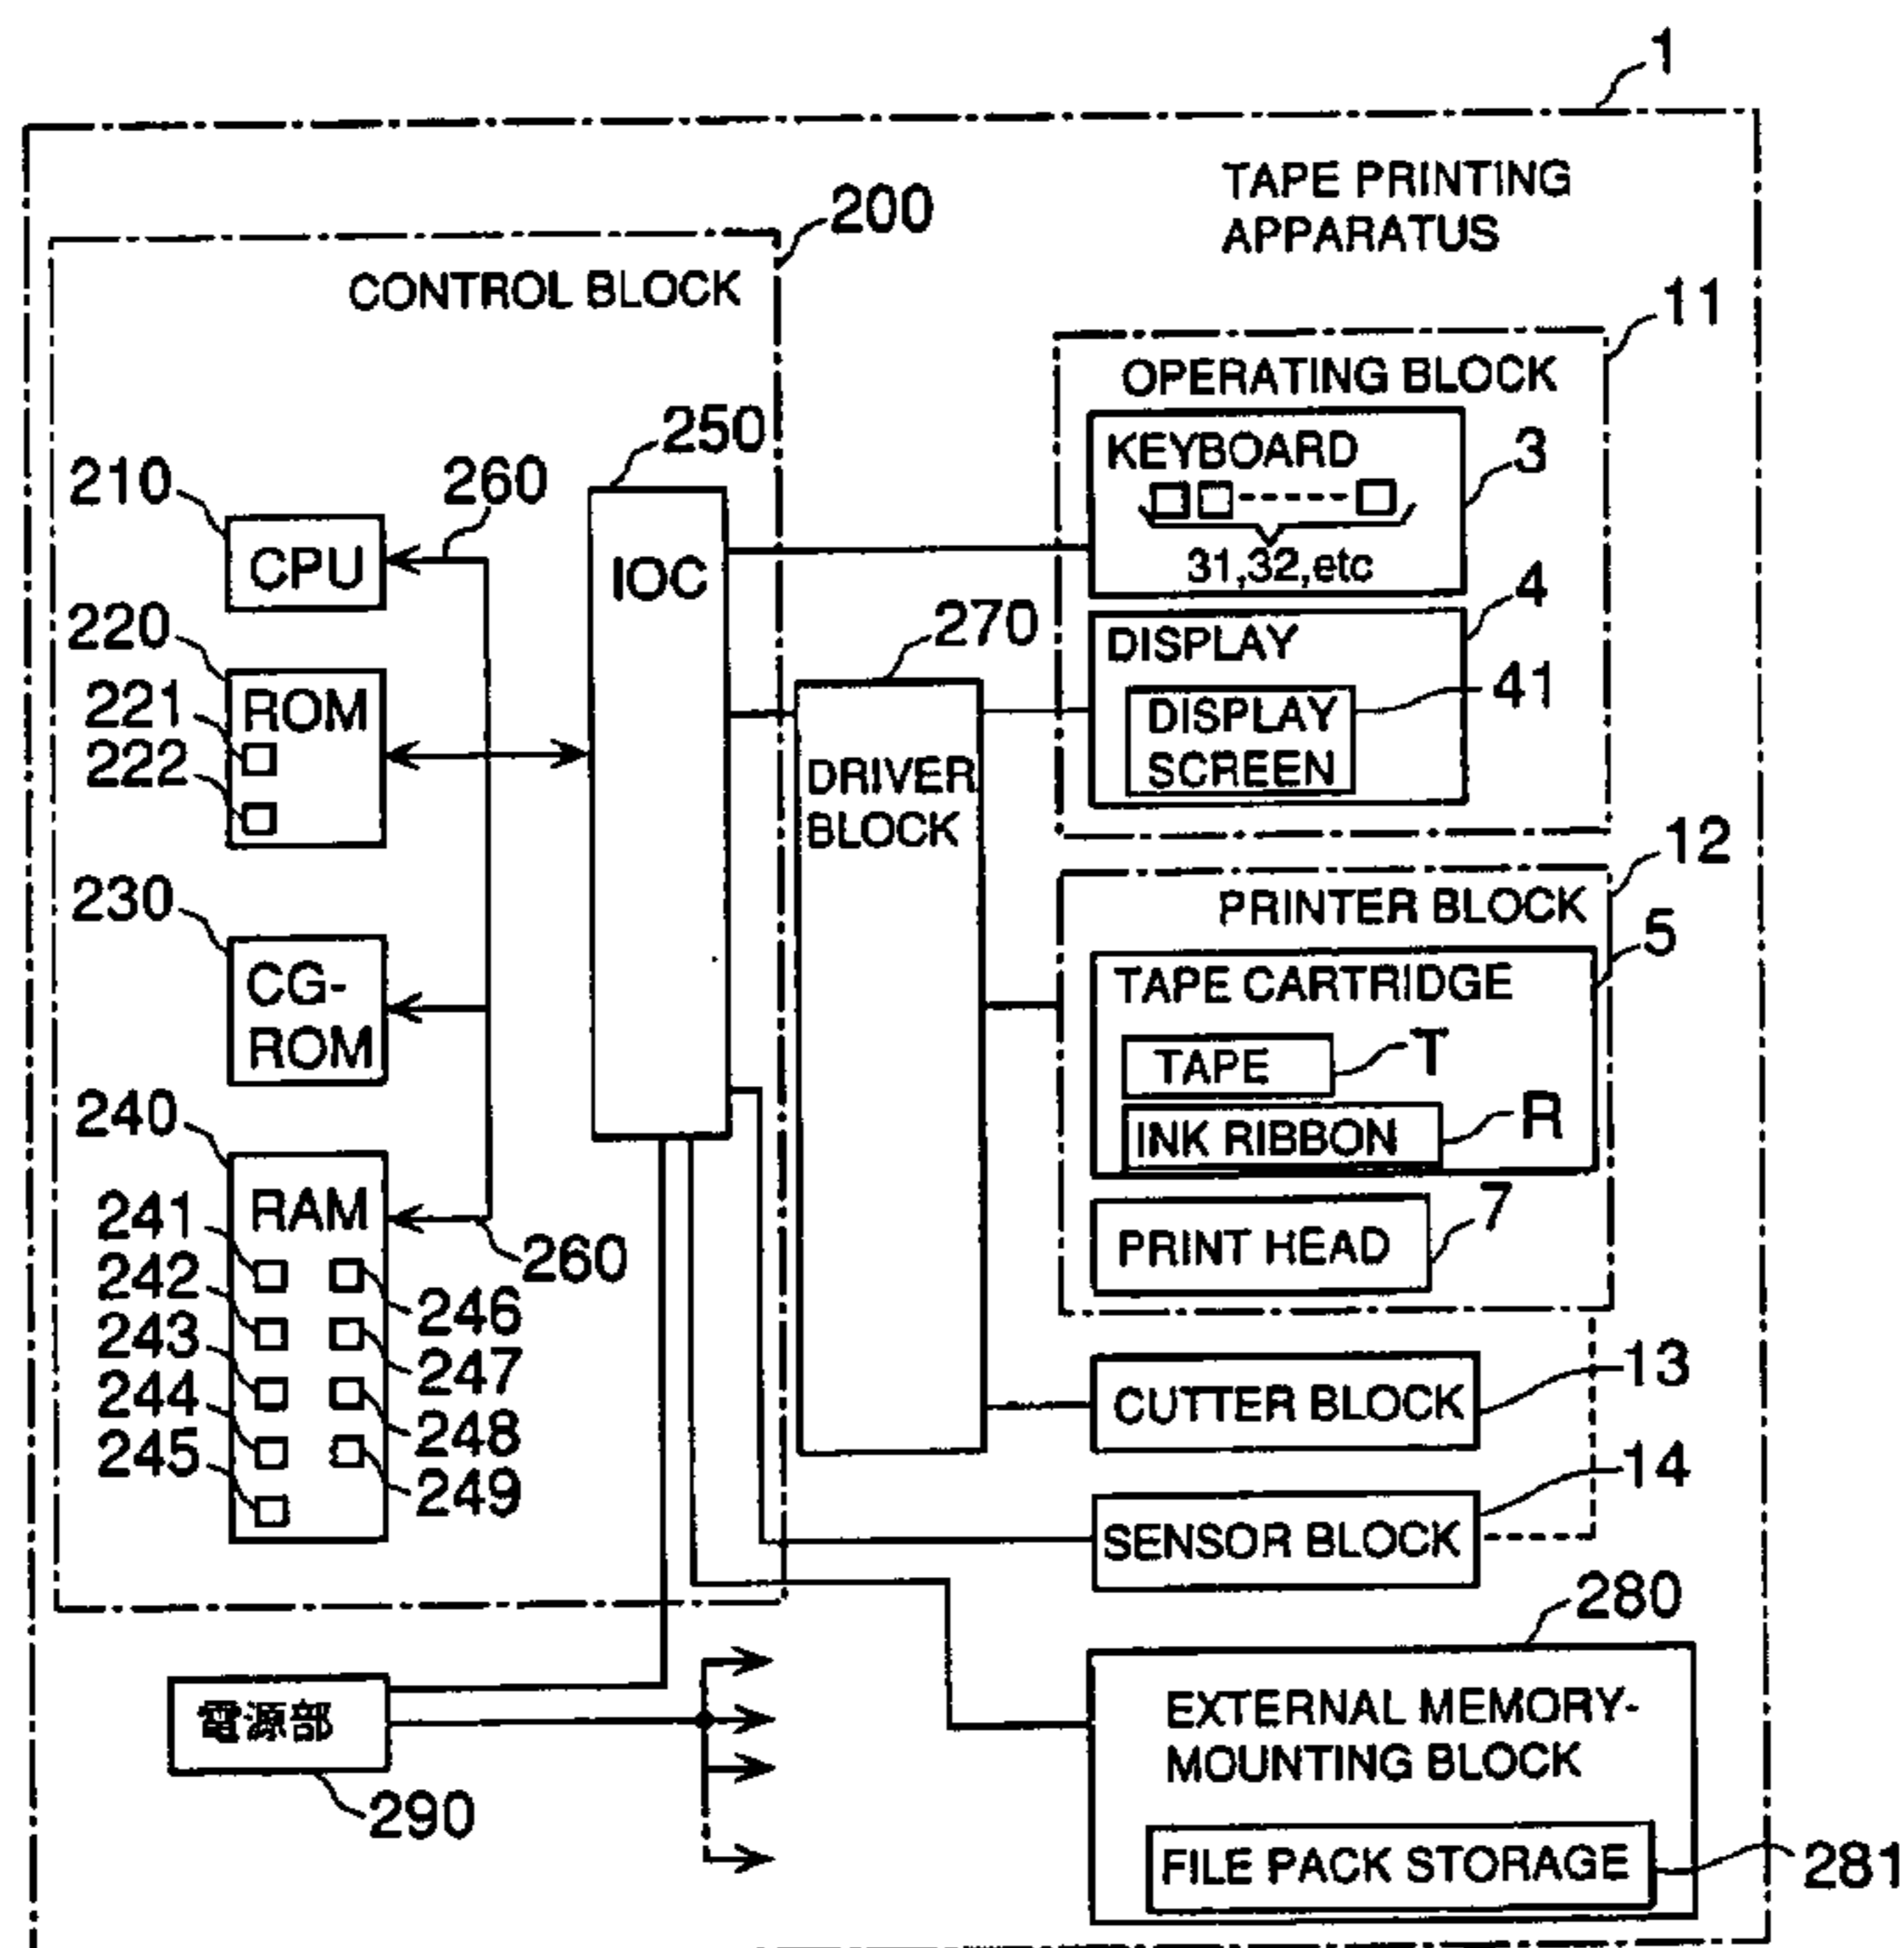 1
TAPE PRINTING
APPARATUS
200
CONTROL BLOCK
11
OPERATING BLOCK
250
KEYBOARD
3
210
260
CPU
IOC
31,32,etc
4
220
270
DISPLAY
221
ROM
41
222
DISPLAY
SCREEN
DRIVER
BLOCK
12
230
PRINTER BLOCK
5
CG-
ROM
TAPE CARTRIDGE
TAPE
T
240
INK RIBBON
R
241
RAM
7
242
260
PRINT HEAD
243
246
244
247
245
248
249
13
CUTTER BLOCK
14
SENSOR BLOCK
280
電源部
EXTERNAL MEMORY-
MOUNTING BLOCK
290
FILE PACK STORAGE
281